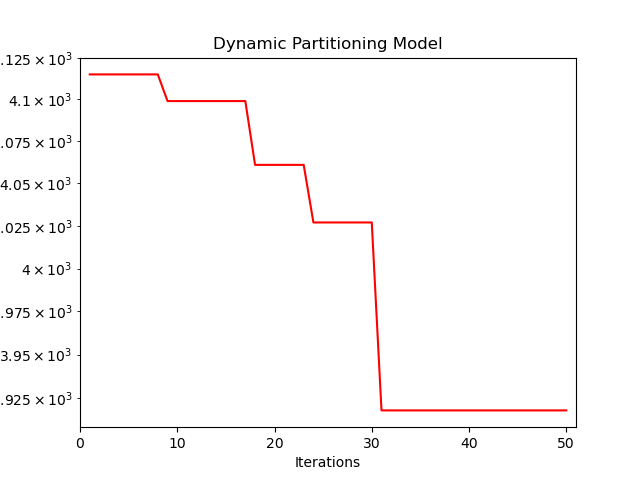 Dynamic Partitioning Model
.125 × 10³
4.1 × 10³
.075 × 10³
4.05 × 10³
.025 × 10³
4 × 10³
.975 × 10³
3.95 × 10³
.925 × 10³
0 10 20 30 40 50
Iterations